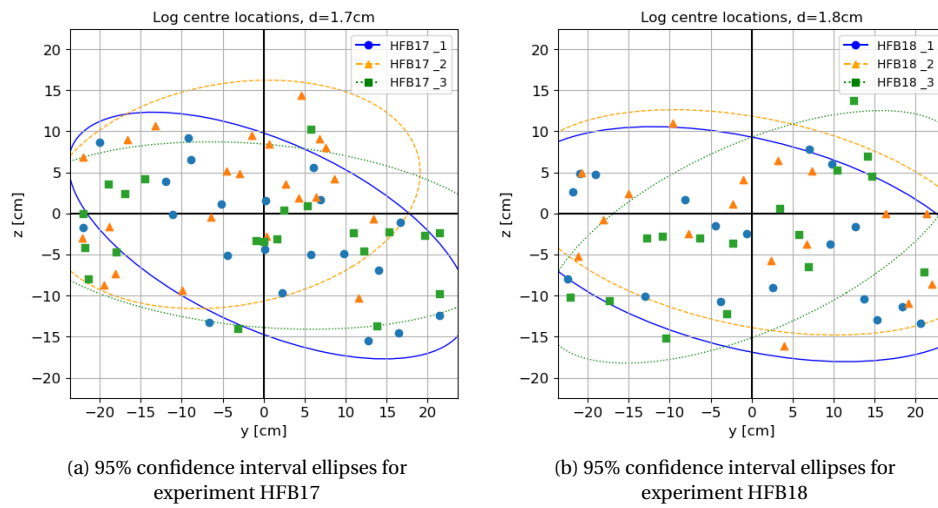 Log centre locations, d=1.7cm
HFB17 _1
HFB17 _2
HFB17 _3
20
15
10
5
0
−5
−10
−15
−20
z [cm]
−20 −15 −10 −5 0 5 10 15 20
y [cm]
(a) 95% confidence interval ellipses for
experiment HFB17
Log centre locations, d=1.8cm
HFB18 _1
HFB18 _2
HFB18 _3
20
15
10
5
0
−5
−10
−15
−20
z [cm]
−20 −15 −10 −5 0 5 10 15 20
y [cm]
(b) 95% confidence interval ellipses for
experiment HFB18